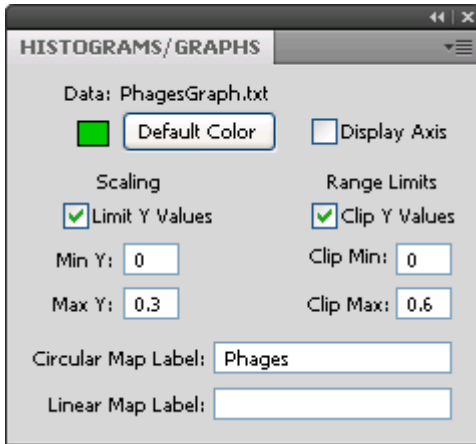 HISTOGRAMS/GRAPHS
Data: PhagesGraph.txt
Default Color
Display Axis
Scaling
Range Limits
Limit Y Values
Clip Y Values
Min Y: 0
Clip Min: 0
Max Y: 0.3
Clip Max: 0.6
Circular Map Label: Phages
Linear Map Label: